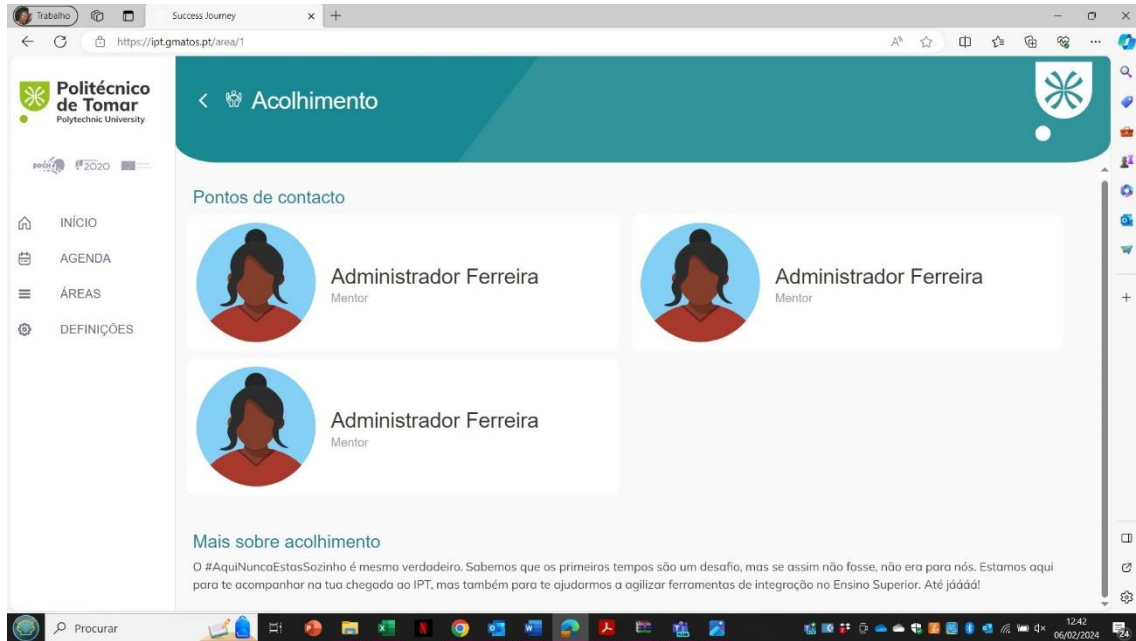 Trabalho
Success Journey
https://ipt.gmatos.pt/area/1
Politécnico
de Tomar
Polytechnic University
POCH
2020
Acolhimento
INÍCIO
AGENDA
ÁREAS
DEFINIÇÕES
Pontos de contacto
Administrador Ferreira
Mentor
Administrador Ferreira
Mentor
Administrador Ferreira
Mentor
Mais sobre acolhimento
O #AquiNuncaEstasSozinho é mesmo verdadeiro. Sabemos que os primeiros tempos são um desafio, mas se assim não fosse, não era para nós. Estamos aqui
para te acompanhar na tua chegada ao IPT, mas também para te ajudarmos a agilizar ferramentas de integração no Ensino Superior. Até jáááá!
Procurar
12:42
06/02/2024